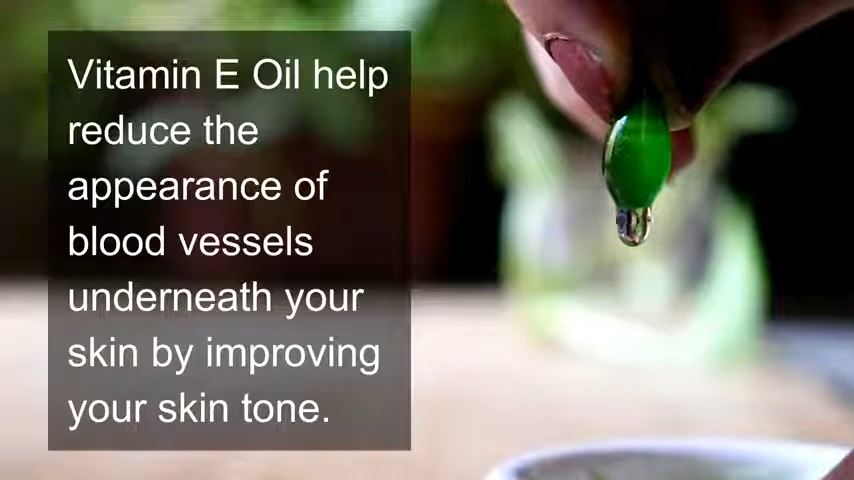 Vitamin E Oil help
reduce the
appearance of
blood vessels
underneath your
skin by improving
your skin tone.